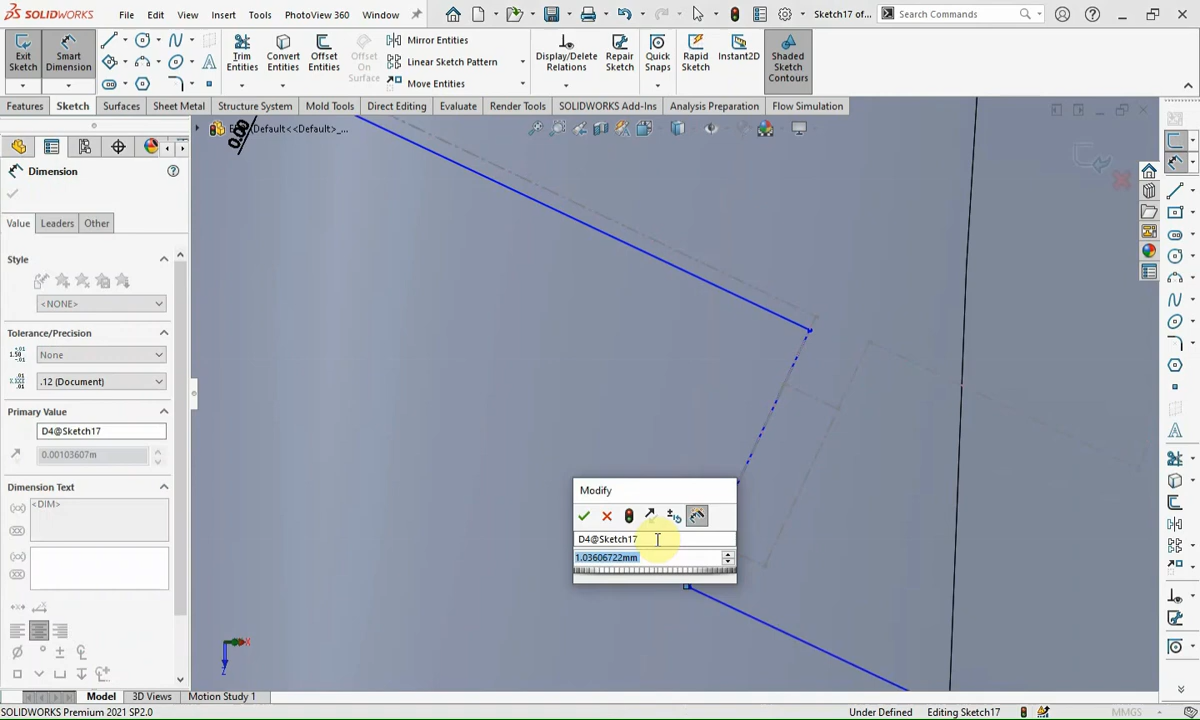 SOLIDWORKS
File
Edit
View
Insert
Tools
PhotoView 360
Window
Sketch17 of...
Search Commands
Exit Sketch
Smart Dimension
Trim Entities
Convert Entities
Offset Entities
Offset On Surface
Mirror Entities
Linear Sketch Pattern
Move Entities
Display/Delete Relations
Repair Sketch
Quick Snaps
Rapid Sketch
Instant2D
Shaded Sketch Contours
Features
Sketch
Surfaces
Sheet Metal
Structure System
Mold Tools
Direct Editing
Evaluate
Render Tools
SOLIDWORKS Add-Ins
Analysis Preparation
Flow Simulation
(Default<<Default>_...
0.00
Dimension
Value
Leaders
Other
Style
<NONE>
Tolerance/Precision
None
.12 (Document)
Primary Value
D4@Sketch17
0.00103607m
Dimension Text
<DIM>
Modify
D4@Sketch17
1.03606722mm
X
Z
Model
3D Views
Motion Study 1
SOLIDWORKS Premium 2021 SP2.0
Under Defined
Editing Sketch17
MMGS